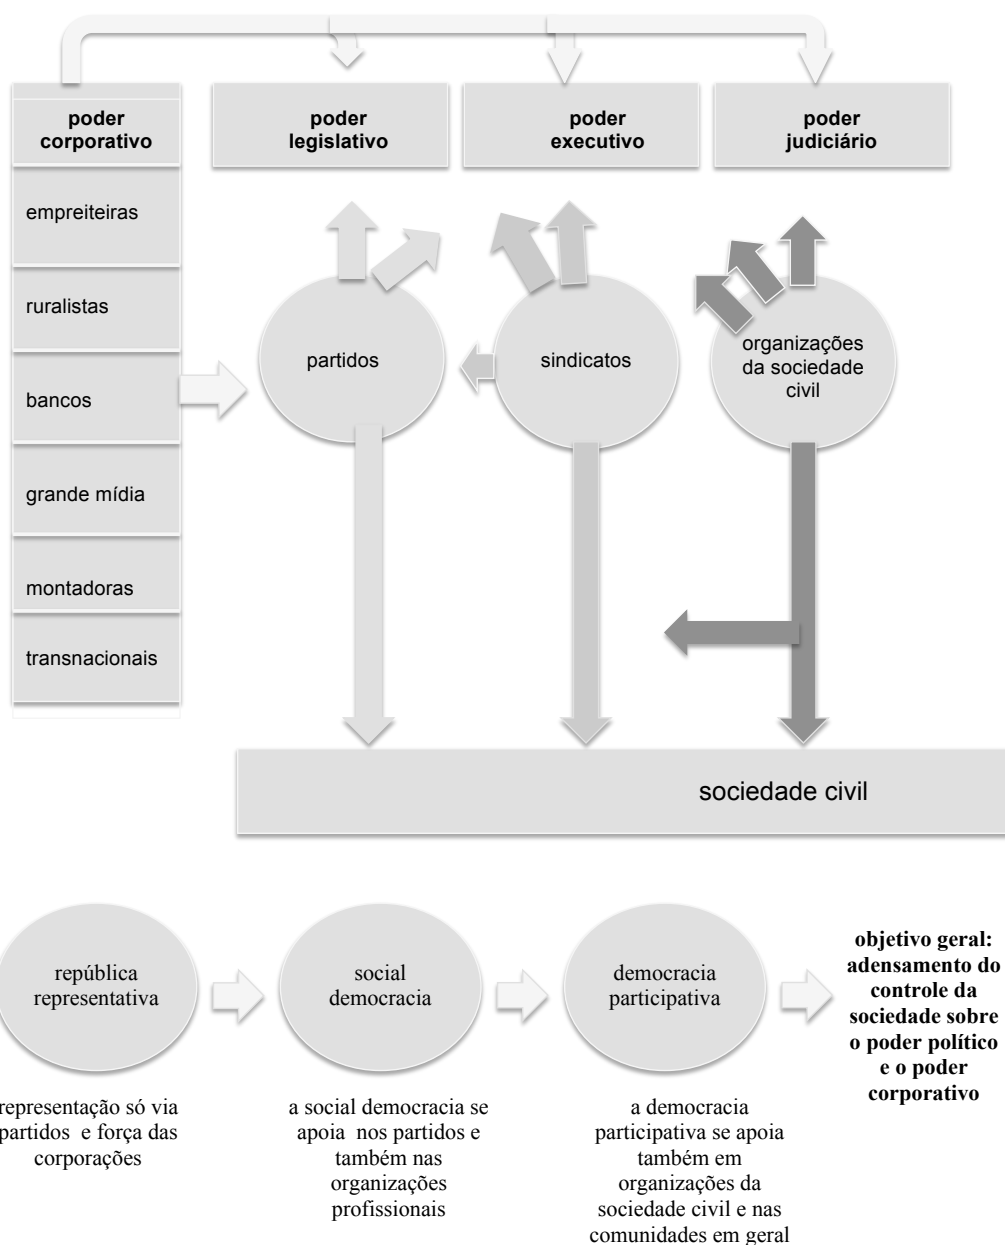 poder
corporativo
poder
legislativo
poder
executivo
poder
judiciário
empreiteiras
ruralistas
bancos
grande mídia
montadoras
transnacionais
partidos
sindicatos
organizações
da sociedade
civil
sociedade civil
república
representativa
social
democracia
democracia
participativa
objetivo geral:
adensamento do
controle da
sociedade sobre
o poder político
e o poder
corporativo
representação só via
partidos e força das
corporações
a social democracia se
apoia nos partidos e
também nas
organizações
profissionais
a democracia
participativa se apoia
também em
organizações da
sociedade civil e nas
comunidades em geral